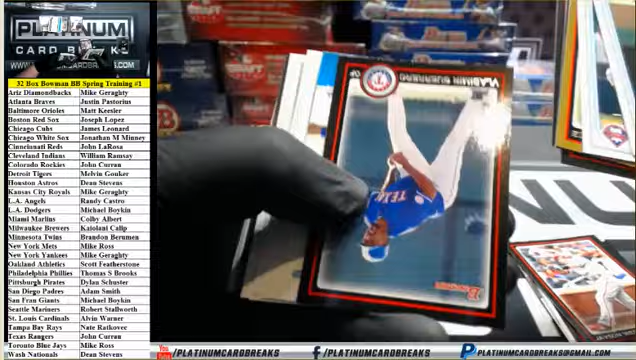 PLATINUM
CARD BREAKS
32 Box Bowman BB Spring Training #1
Ariz Diamondbacks Mike Geraghty
Atlanta Braves Justin Pastorius
Baltimore Orioles Matt Keesler
Boston Red Sox Joseph Lopez
Chicago Cubs James Leonard
Chicago White Sox Jonathan M Minney
Cincinnati Reds John LaRosa
Cleveland Indians William Ramsay
Colorado Rockies John Curran
Detroit Tigers Melvin Gouker
Houston Astros Dean Stevens
Kansas City Royals Mike Geraghty
L.A. Angels Randy Castro
L.A. Dodgers Michael Boykin
Miami Marlins Colby Albert
Milwaukee Brewers Kaiolani Calip
Minnesota Twins Brandon Berumen
New York Mets Mike Ross
New York Yankees Mike Geraghty
Oakland Athletics Scott Featherstone
Philadelphia Phillies Thomas S Brooks
Pittsburgh Pirates Dylan Schuster
San Diego Padres Adam Smith
San Fran Giants Michael Boykin
Seattle Mariners Robert Stallworth
St. Louis Cardinals Alvin Warner
Tampa Bay Rays Nate Ratkovec
Texas Rangers John Curran
Toronto Blue Jays Mike Ross
Wash Nationals Dean Stevens
VLADIMIR GUERRERO
TEXAS
Bowman
PLATINUM
You Tube /PLATINUMCARDBREAKS
f /PLATINUMCARDBREAKS
P PLATINUMCARDBREAKS.COM